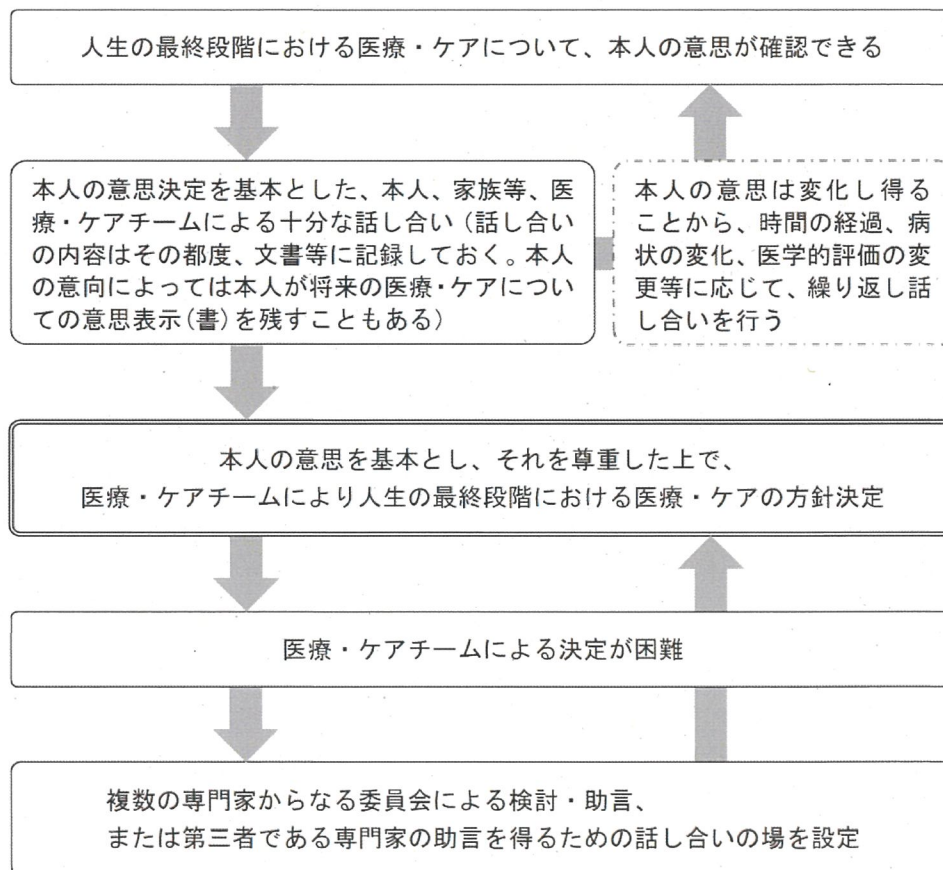 人生の最終段階における医療・ケアについて、本人の意思が確認できる
本人の意思決定を基本とした、本人、家族等、医
療・ケアチームによる十分な話し合い（話し合い
の内容はその都度、文書等に記録しておく。本人
の意向によっては本人が将来の医療・ケアについ
ての意思表示（書）を残すこともある）
本人の意思は変化し得る
ことから、時間の経過、病
状の変化、医学的評価の変
更等に応じて、繰り返し話
し合いを行う
本人の意思を基本とし、それを尊重した上で、
医療・ケアチームにより人生の最終段階における医療・ケアの方針決定
医療・ケアチームによる決定が困難
複数の専門家からなる委員会による検討・助言、
または第三者である専門家の助言を得るための話し合いの場を設定